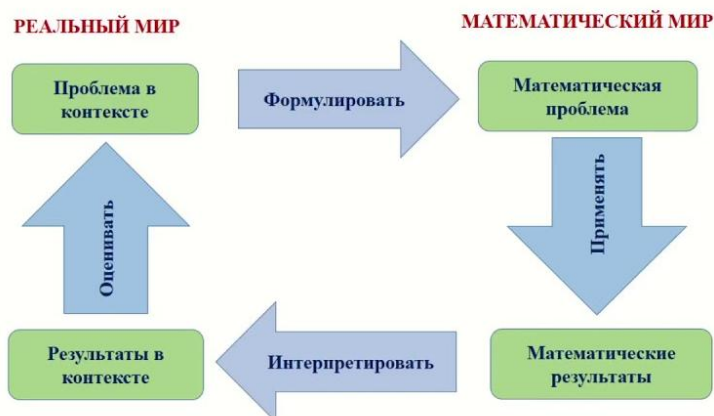 РЕАЛЬНЫЙ МИР
МАТЕМАТИЧЕСКИЙ МИР
Проблема в
контексте
Формулировать
Математическая
проблема
Оценивать
Применять
Результаты в
контексте
Интерпретировать
Математические
результаты